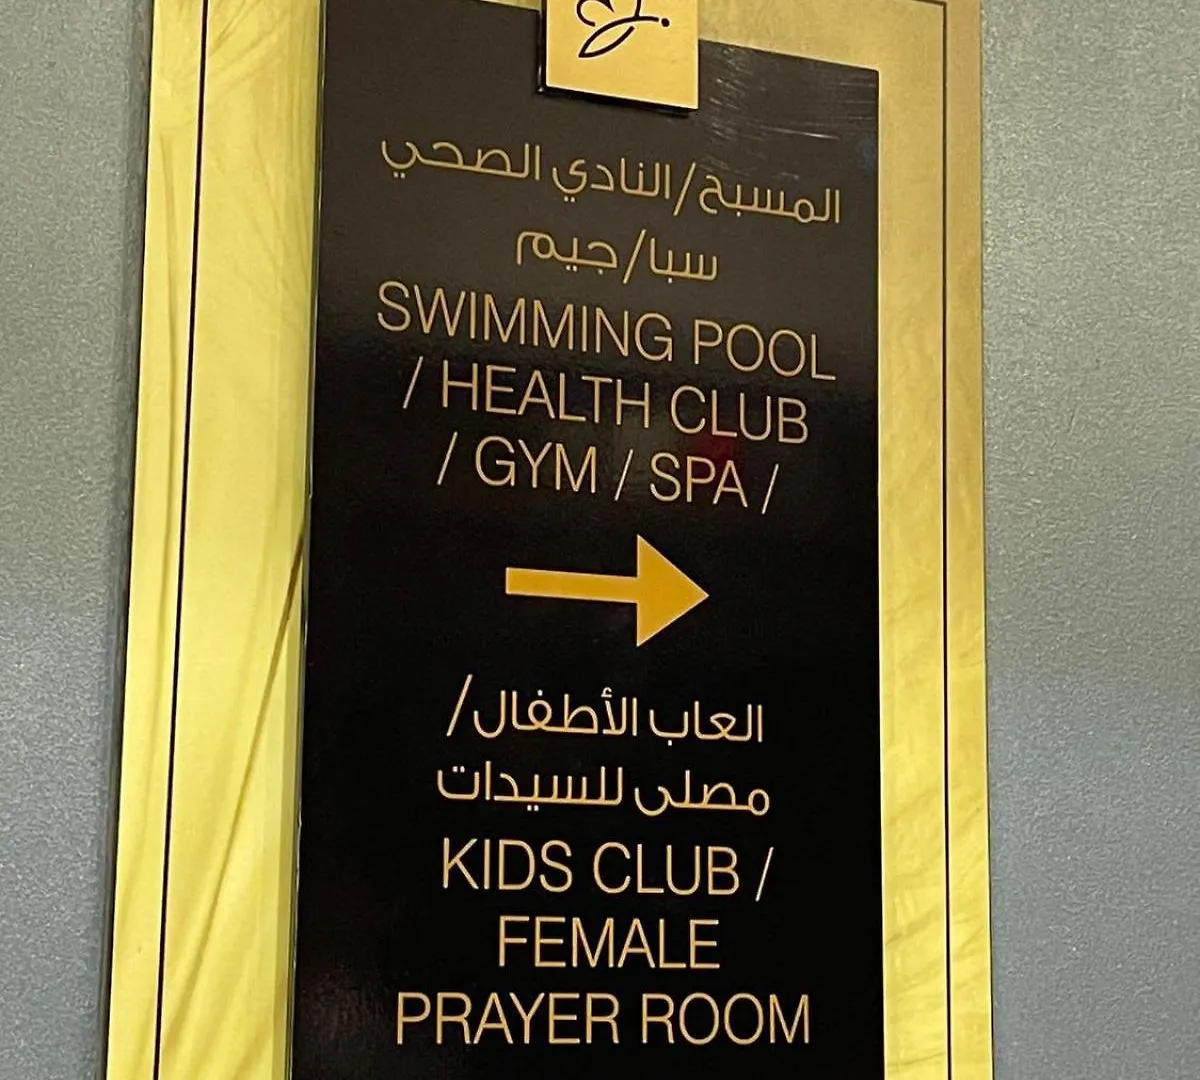 المسبح/النادي الصحي
سبا/جيم
SWIMMING POOL
/ HEALTH CLUB
/ GYM / SPA /
العاب الأطفال/
مصلى للسيدات
KIDS CLUB /
FEMALE
PRAYER ROOM